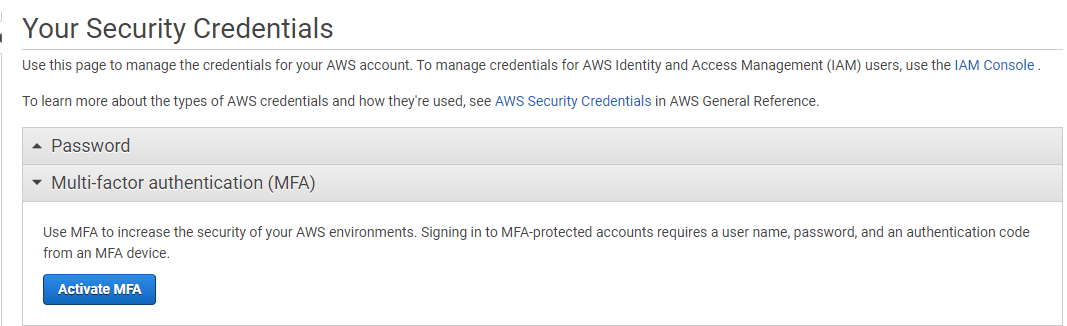 Your Security Credentials
Use this page to manage the credentials for your AWS account. To manage credentials for AWS Identity and Access Management (IAM) users, use the IAM Console .
To learn more about the types of AWS credentials and how they're used, see AWS Security Credentials in AWS General Reference.
Password
Multi-factor authentication (MFA)
Use MFA to increase the security of your AWS environments. Signing in to MFA-protected accounts requires a user name, password, and an authentication code
from an MFA device.
Activate MFA